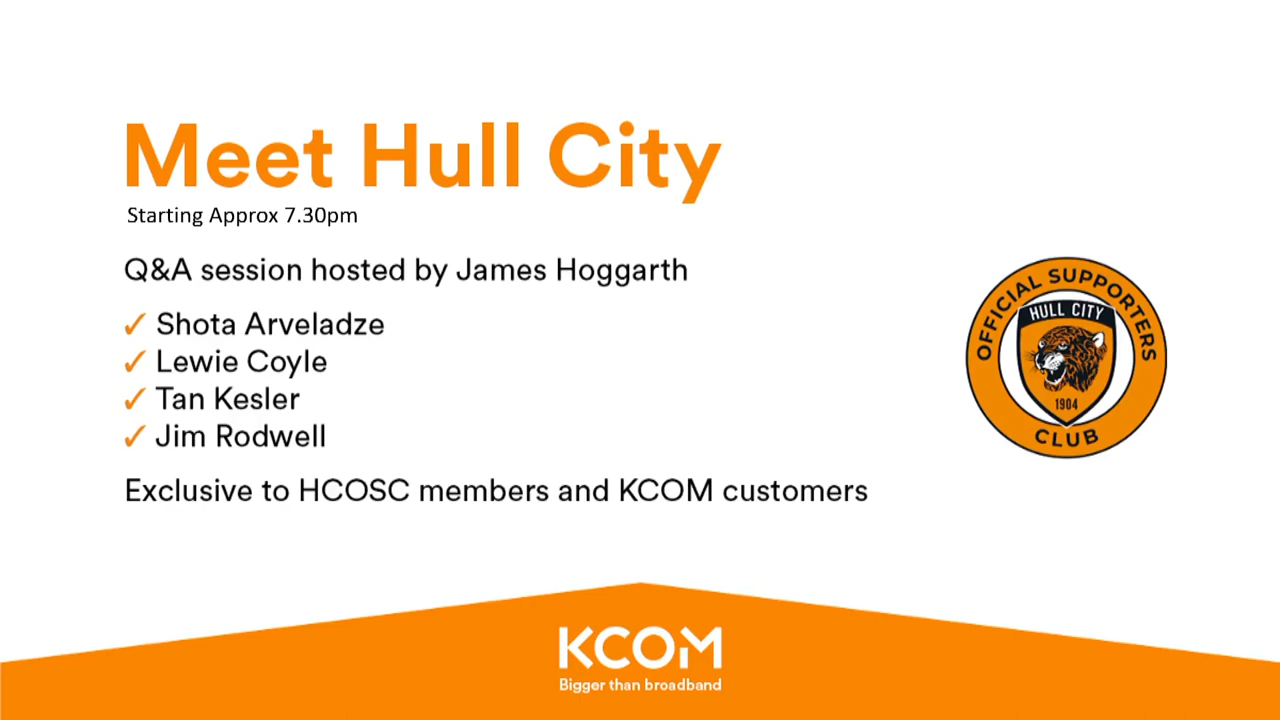 Meet Hull City
Starting Approx 7.30pm
Q&A session hosted by James Hoggarth
✓ Shota Arveladze
✓ Lewie Coyle
✓ Tan Kesler
✓ Jim Rodwell
Exclusive to HCOSC members and KCOM customers
OFFICIAL SUPPORTERS
HULL CITY
1904
CLUB
KCOM
Bigger than broadband